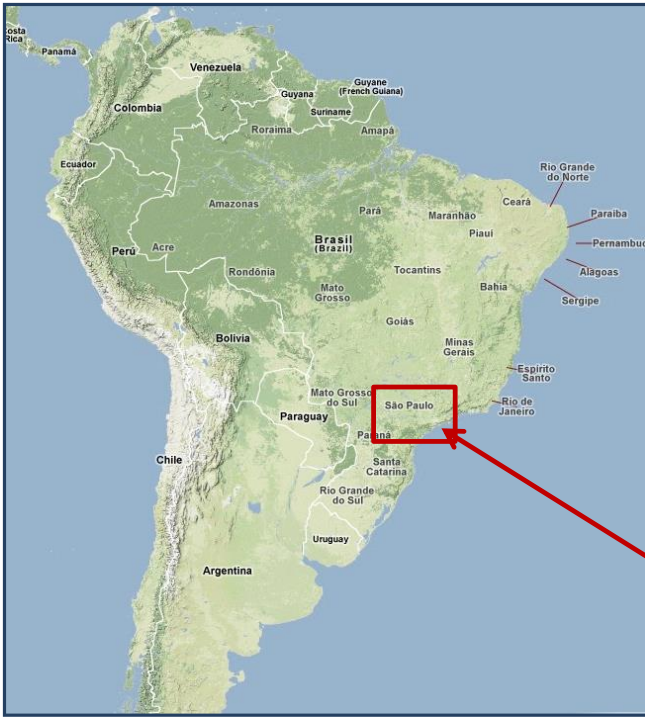 Costa
Rica
Panamá
Venezuela
Guyana
Guyane
(French Guiana)
Suriname
Colombia
Roraima
Amapá
Ecuador
Rio Grande
do Norte
Amazonas
Pará
Maranhão
Ceará
Paraiba
Piaui
Brasil
(Brazil)
Pernambuco
Perú
Acre
Rondônia
Tocantins
Alagoas
Mato
Grosso
Bahia
Sergipe
Goiás
Bolivia
Minas
Gerais
Espirito
Santo
Mato Grosso
do Sul
São Paulo
Rio de
Janeiro
Paraguay
Paraná
Chile
Santa
Catarina
Rio Grande
do Sul
Uruguay
Argentina